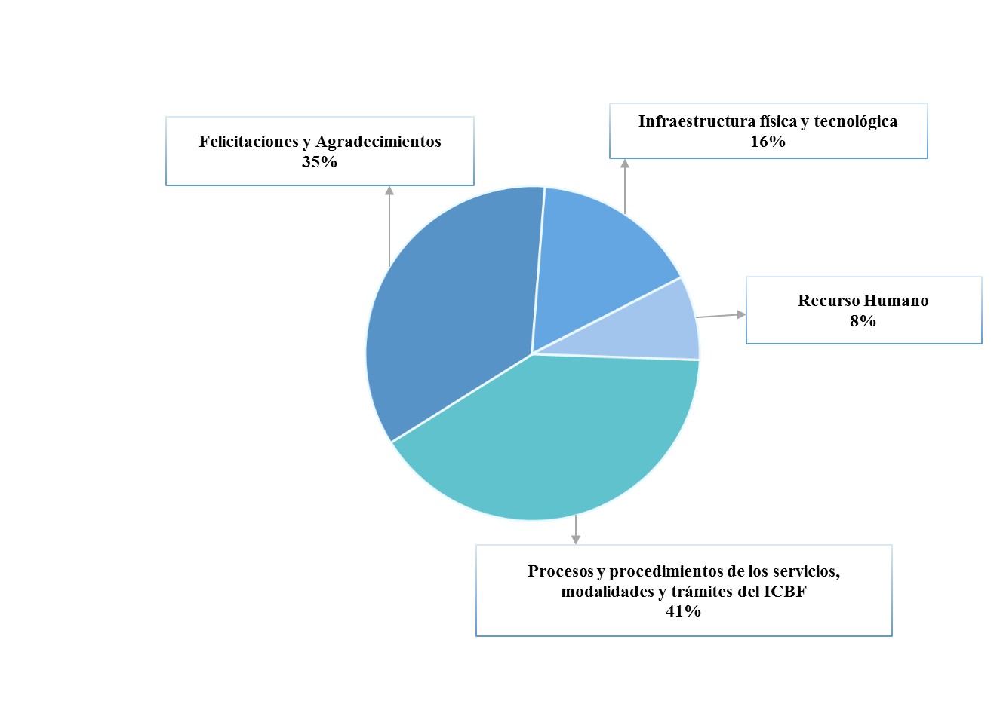 Felicitaciones y Agradecimientos
35%
Infraestructura física y tecnológica
16%
Recurso Humano
8%
Procesos y procedimientos de los servicios,
modalidades y trámites del ICBF
41%